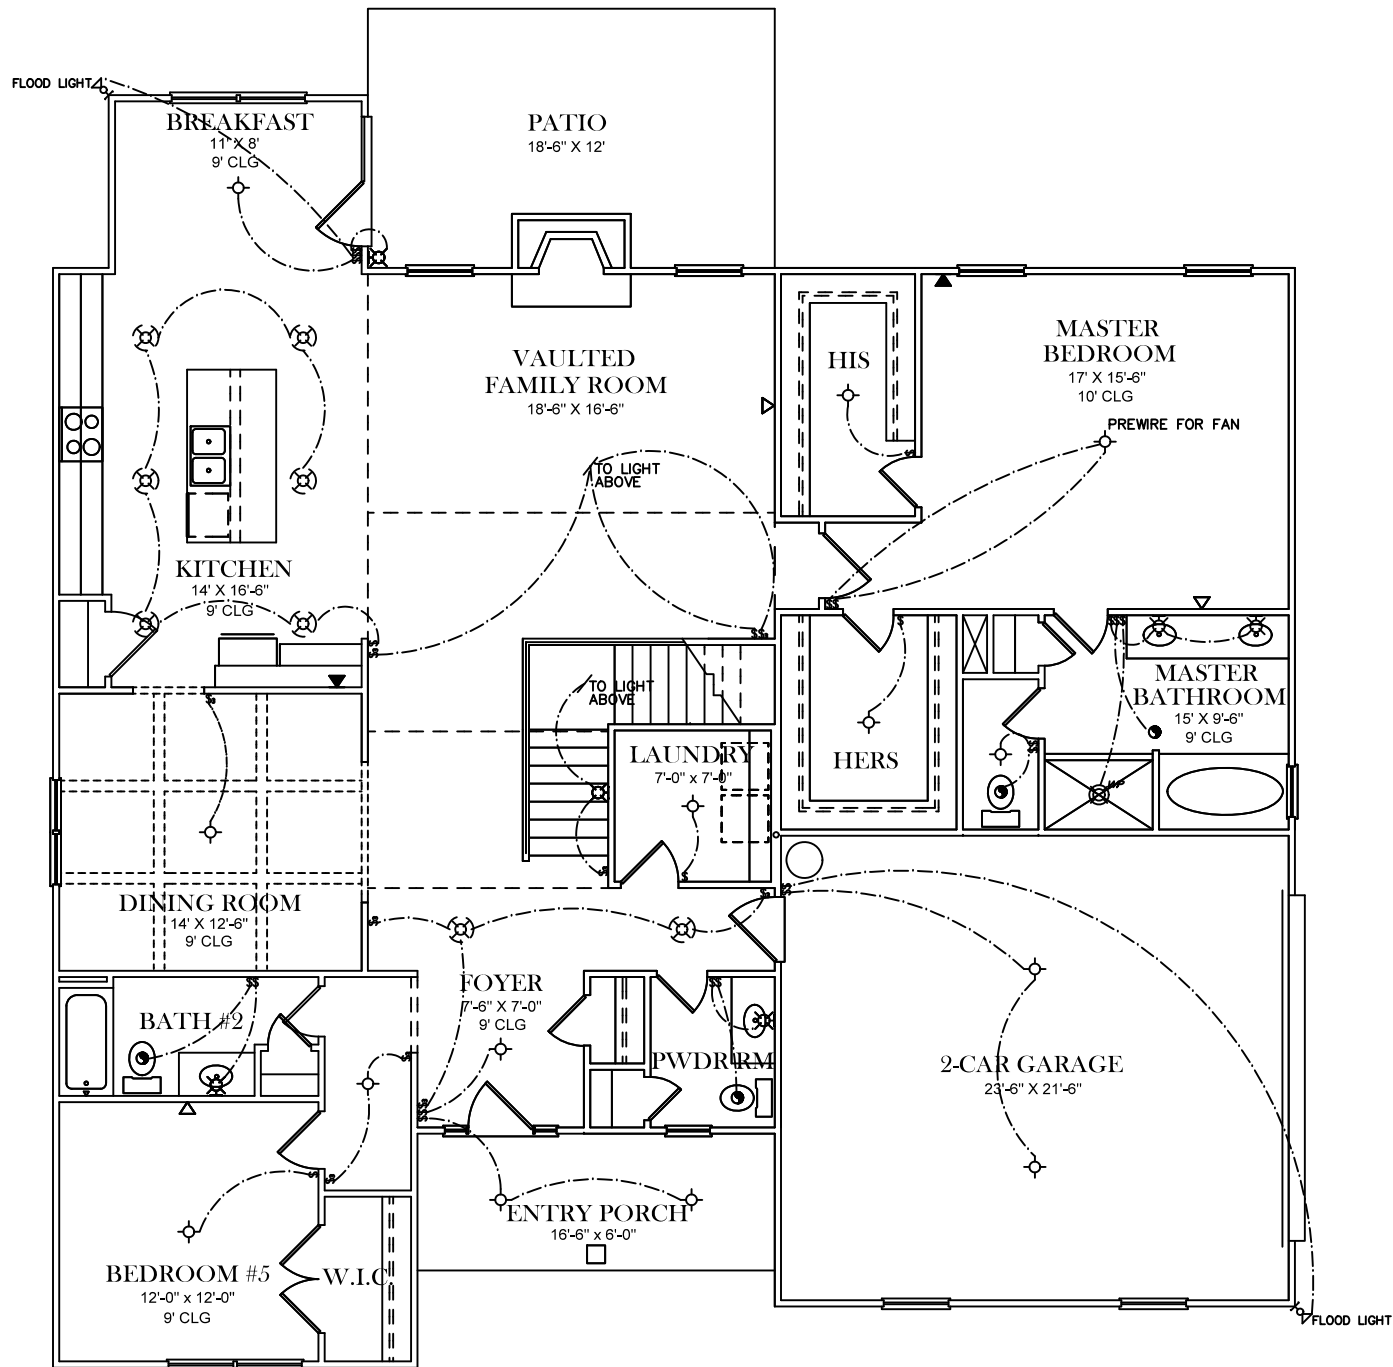 FLOOD LIGHT
BREAKFAST
11' X 8'
9' CLG
PATIO
18'-6" X 12'
VAULTED
FAMILY ROOM
18'-6" X 16'-6"
HIS
MASTER
BEDROOM
17' X 15'-6"
10' CLG
PREWIRE FOR FAN
TO LIGHT
ABOVE
KITCHEN
14' X 16'-6"
9' CLG
TO LIGHT
ABOVE
MASTER
BATHROOM
15' X 9'-6"
9' CLG
LAUNDRY
7'-0" x 7'-0"
HERS
WP
DINING ROOM
14' X 12'-6"
9' CLG
FOYER
7'-6" X 7'-0"
9' CLG
BATH #2
PWDR RM
2-CAR GARAGE
23'-6" X 21'-6"
ENTRY PORCH
16'-6" x 6'-0"
BEDROOM #5
12'-0" x 12'-0"
9' CLG
W.I.C.
FLOOD LIGHT